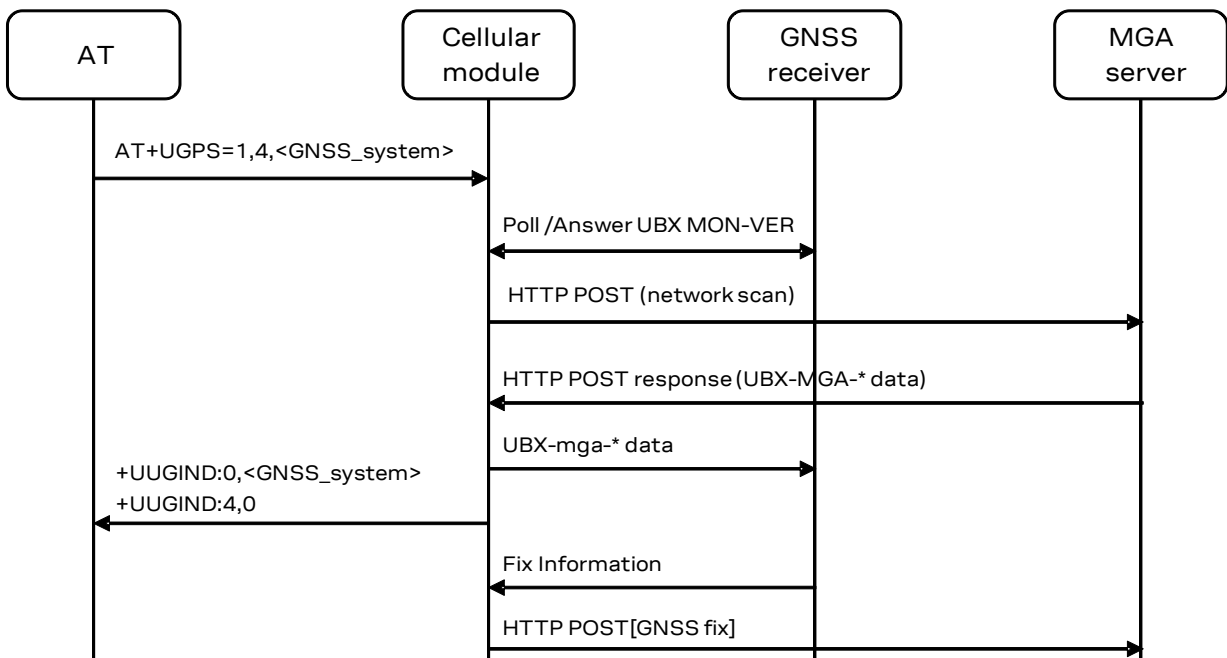 AT
Cellular
module
GNSS
receiver
MGA
server
AT+UGPS=1,4,<GNSS_system>
Poll /Answer UBX MON-VER
HTTP POST (network scan)
HTTP POST response (UBX-MGA-* data)
UBX-mga-* data
+UUGIND:0,<GNSS_system>
+UUGIND:4,0
Fix Information
HTTP POST[GNSS fix]